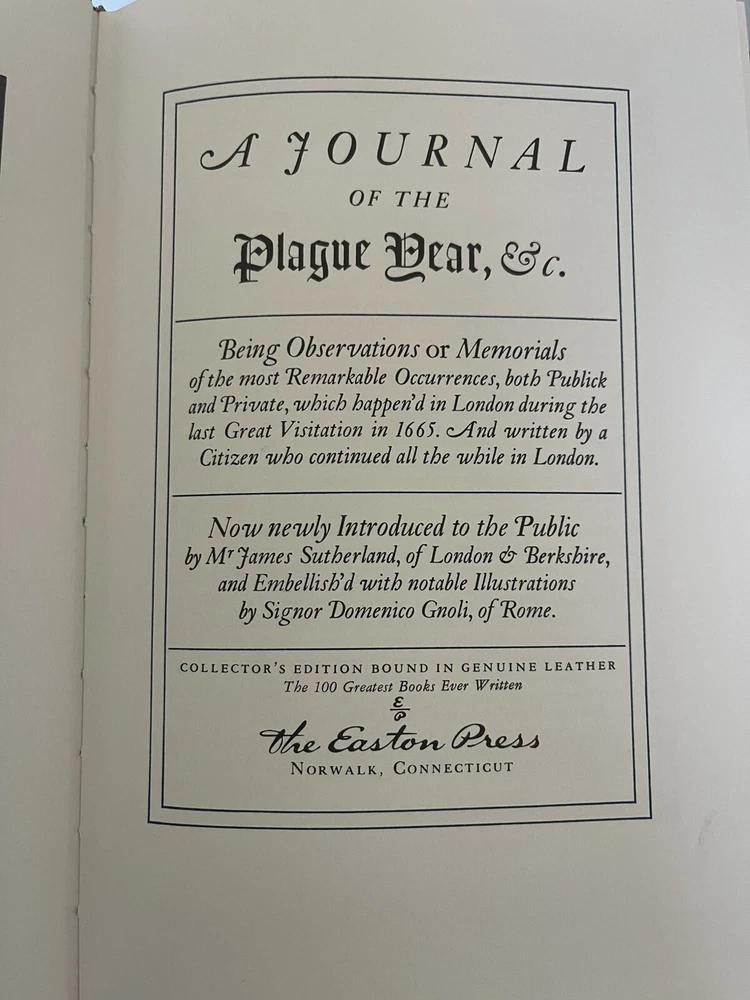 A JOURNAL
OF THE
Plague Year, &c.
Being Observations or Memorials
of the most Remarkable Occurrences, both Publick
and Private, which happen'd in London during the
last Great Visitation in 1665. And written by a
Citizen who continued all the while in London.
Now newly Introduced to the Public
by Mr James Sutherland, of London & Berkshire,
and Embellish'd with notable Illustrations
by Signor Domenico Gnoli, of Rome.
COLLECTOR'S EDITION BOUND IN GENUINE LEATHER
The 100 Greatest Books Ever Written
E
P
The Easton Press
NORWALK, CONNECTICUT